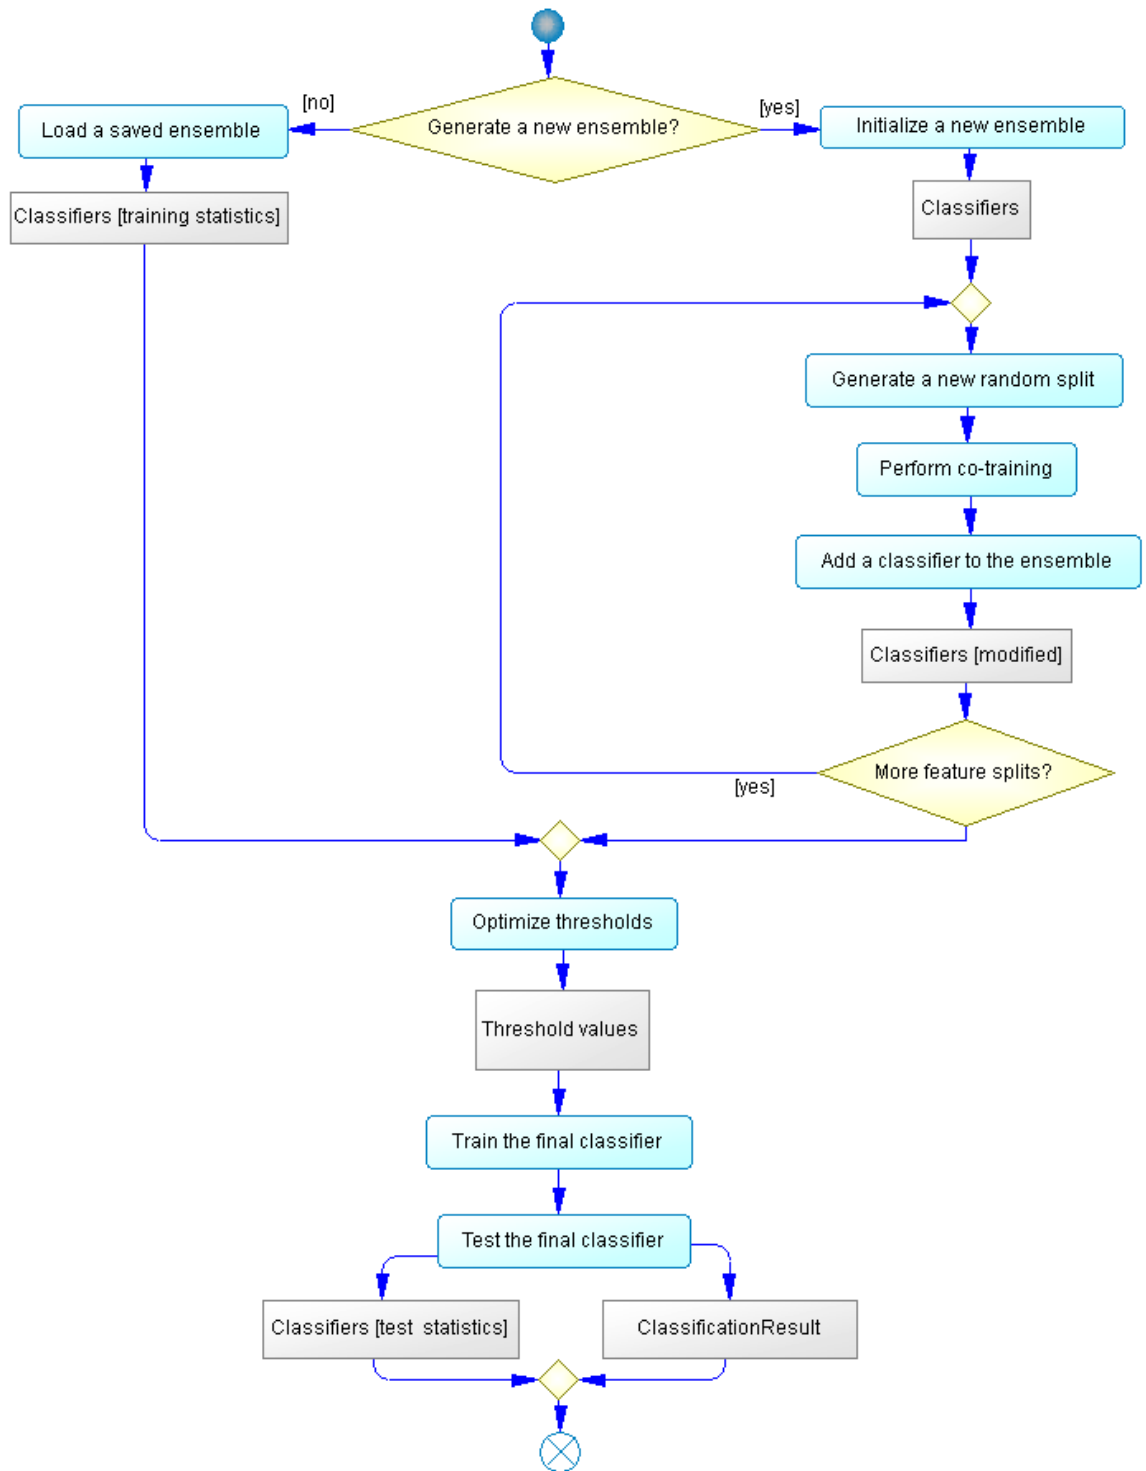 [no]
Generate a new ensemble?
[yes]
Load a saved ensemble
Initialize a new ensemble
Classifiers [training statistics]
Classifiers
Generate a new random split
Perform co-training
Add a classifier to the ensemble
Classifiers [modified]
More feature splits?
[yes]
Optimize thresholds
Threshold values
Train the final classifier
Test the final classifier
Classifiers [test statistics]
ClassificationResult